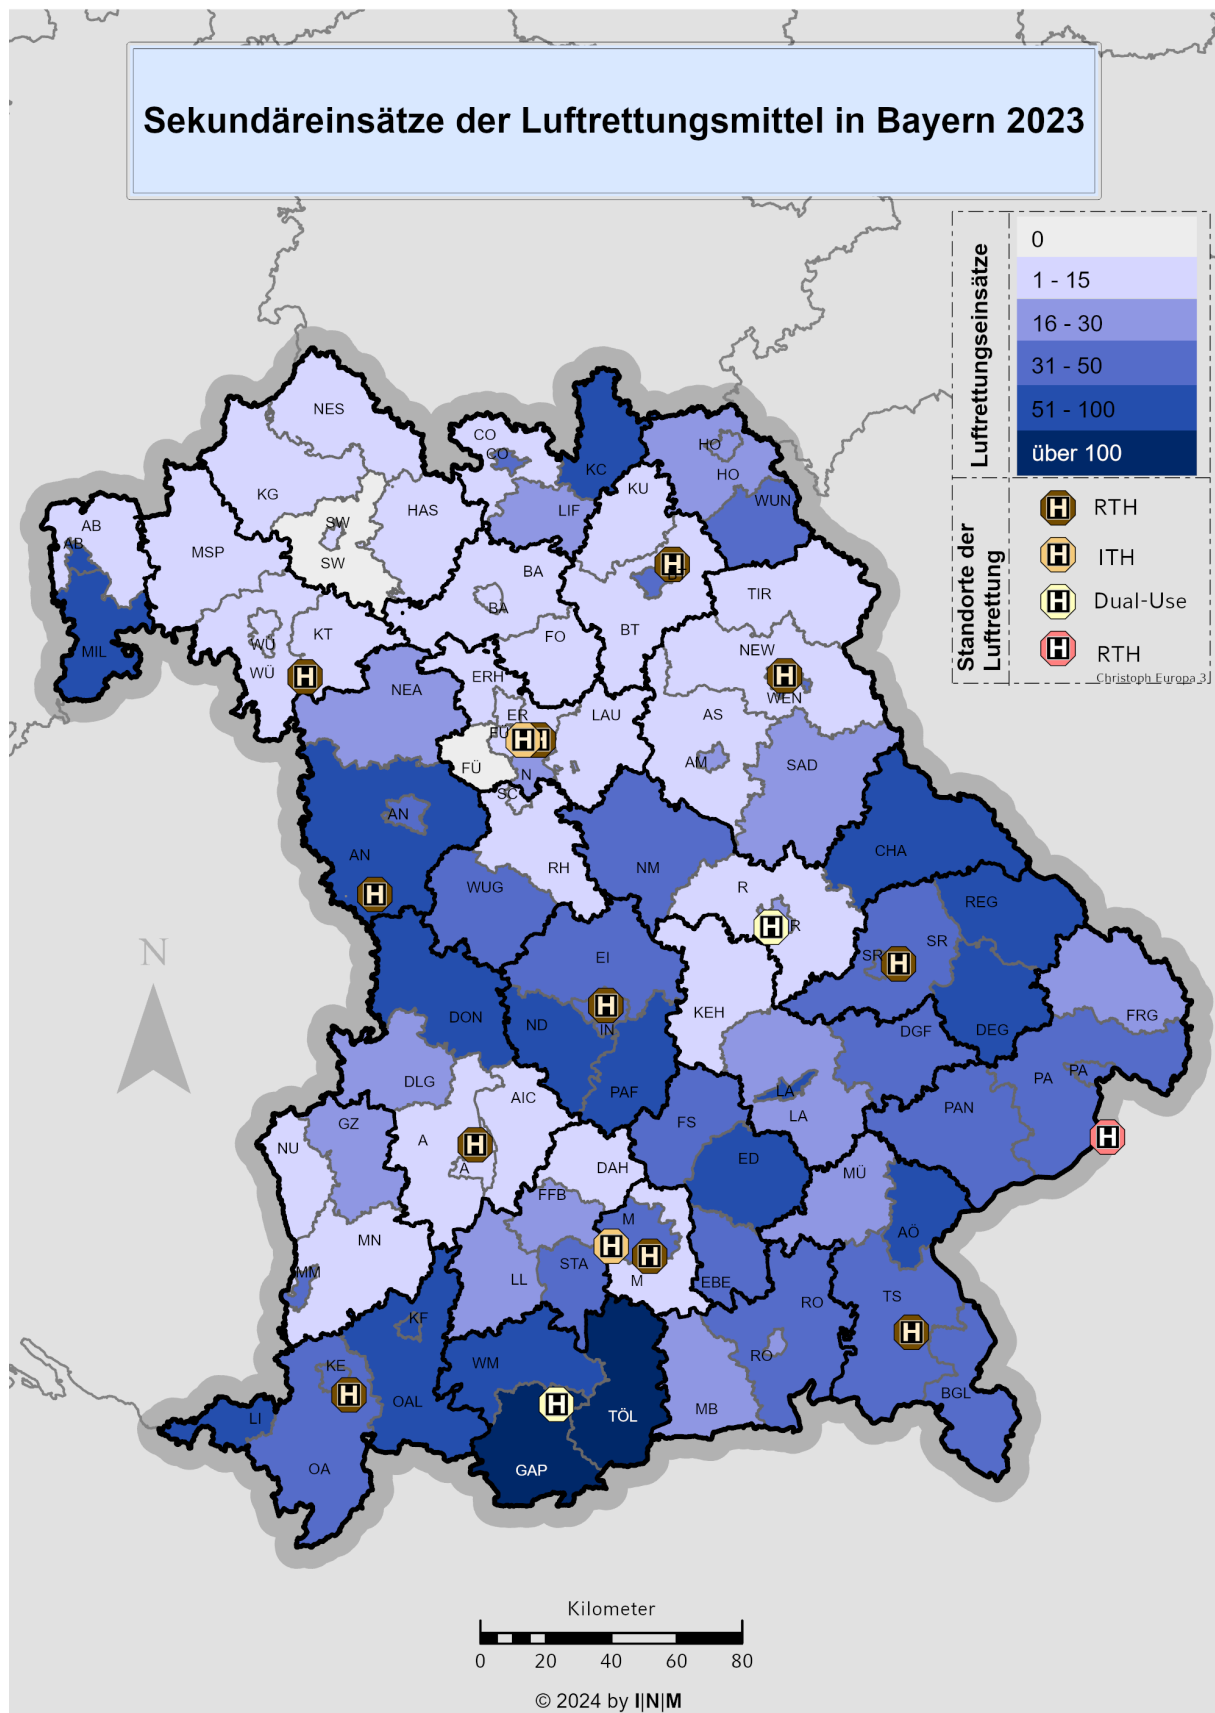 Sekundäreinsätze der Luftrettungsmittel in Bayern 2023
Luftrettungseinsätze
0
1 - 15
16 - 30
31 - 50
51 - 100
über 100
Standorte der
Luftrettung
H RTH
H ITH
H Dual-Use
H RTH
Christoph Europa 3
NES
CO
CO
KC
HO
HO
KG
KU
WUN
AB
AB
SW
HAS
LIF
MSP
SW
BA
H
TIR
BA
MIL
WÜ
KT
FO
BT
WÜ
H
NEA
ERH
NEW
H
WEN
ER
LAU
AS
FÜ
H
H
FÜ
N
AM
SAD
SC
AN
AN
RH
NM
CHA
H
WUG
R
REG
H
R
EI
SR
SR
H
N
DON
ND
H
IN
KEH
DGF
DEG
FRG
DLG
PAF
PA
PA
AIC
LA
LA
PAN
GZ
FS
NU
A
H
H
A
DAH
ED
MÜ
FFB
M
AÖ
MN
H
H
MM
LL
STA
M
EBE
RO
TS
KF
H
KE
WM
RO
H
OAL
H
TÖL
MB
BGL
LI
OA
GAP
Kilometer
0 20 40 60 80
© 2024 by I|N|M